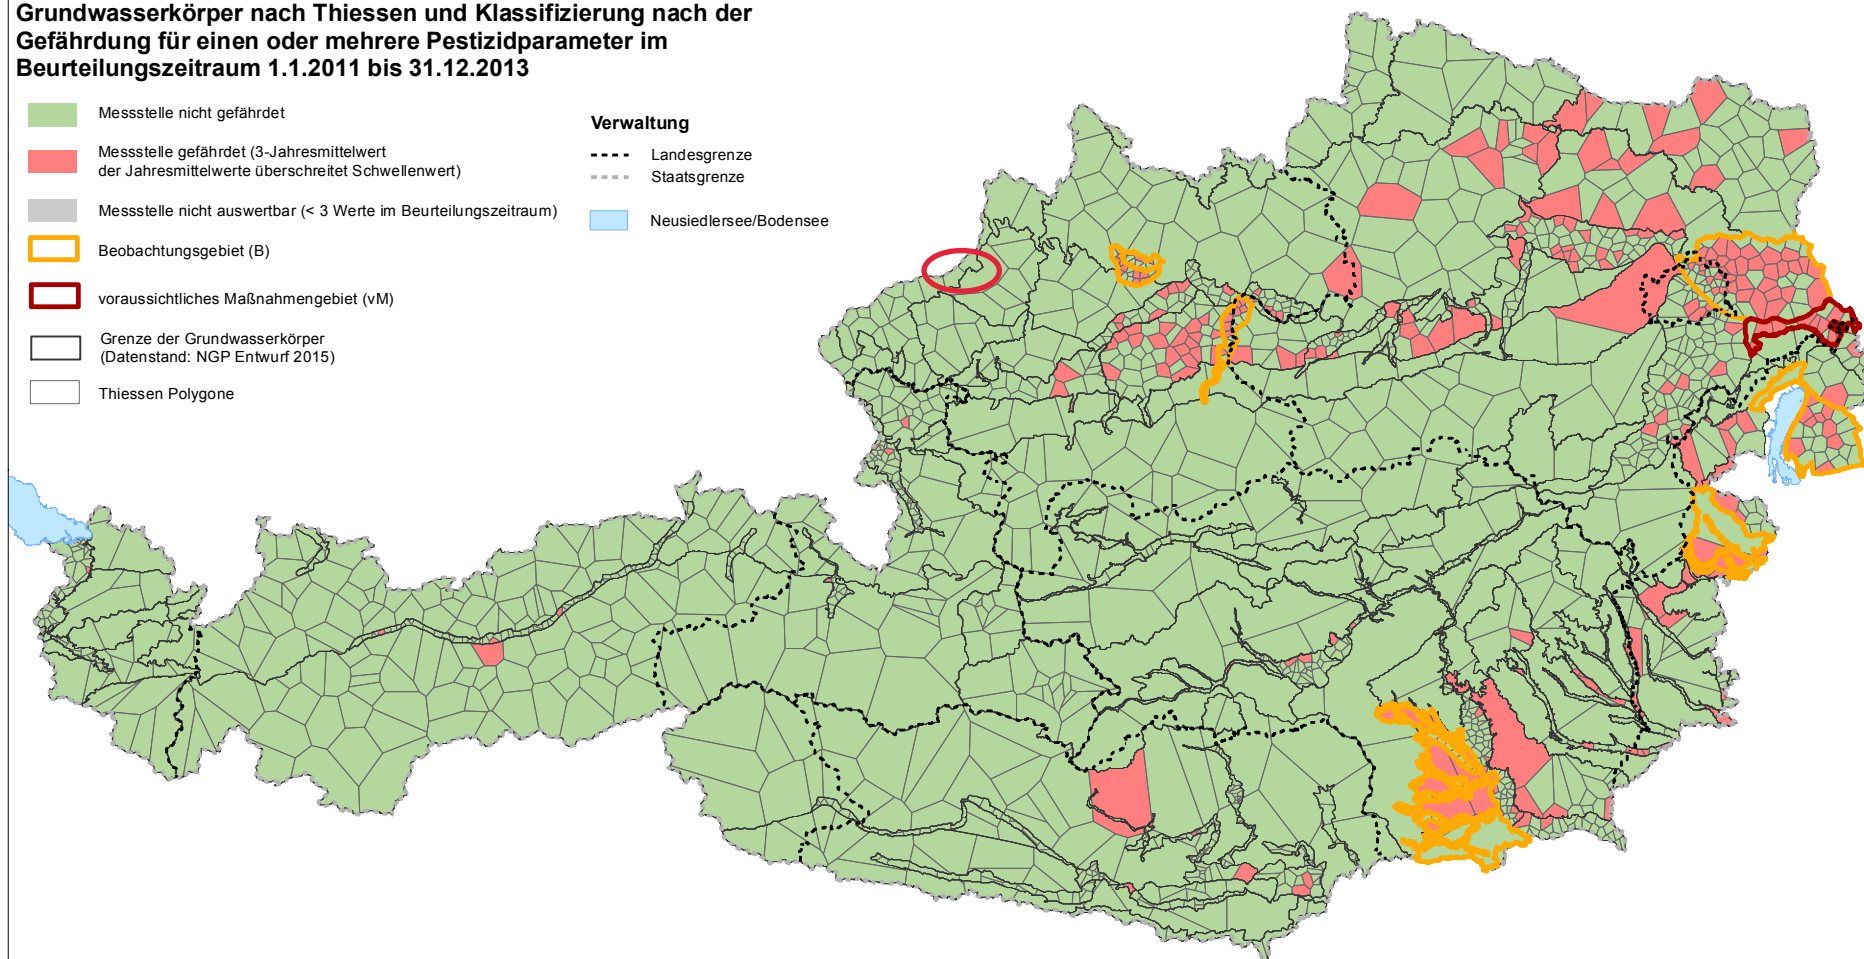 Grundwasserkörper nach Thiessen und Klassifizierung nach der
Gefährdung für einen oder mehrere Pestizidparameter im
Beurteilungszeitraum 1.1.2011 bis 31.12.2013
Messstelle nicht gefährdet
Messstelle gefährdet (3-Jahresmittelwert
der Jahresmittelwerte überschreitet Schwellenwert)
Messstelle nicht auswertbar (< 3 Werte im Beurteilungszeitraum)
Beobachtungsgebiet (B)
voraussichtliches Maßnahmengebiet (vM)
Grenze der Grundwasserkörper
(Datenstand: NGP Entwurf 2015)
Thiessen Polygone
Verwaltung
Landesgrenze
Staatsgrenze
Neusiedlersee/Bodensee